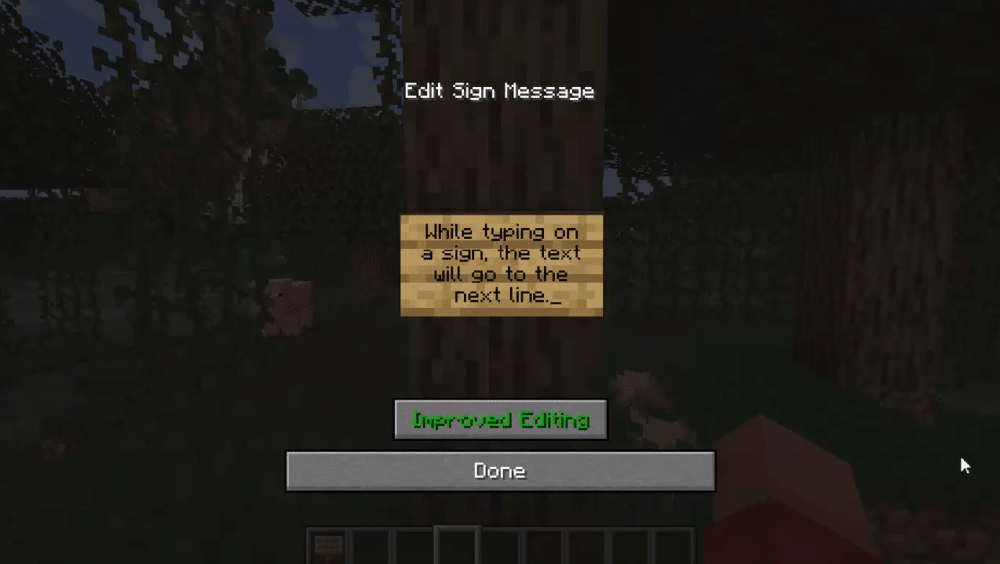 Edit Sign Message
While typing on
a sign, the text
will go to the
next line._
Improved Editing
Done